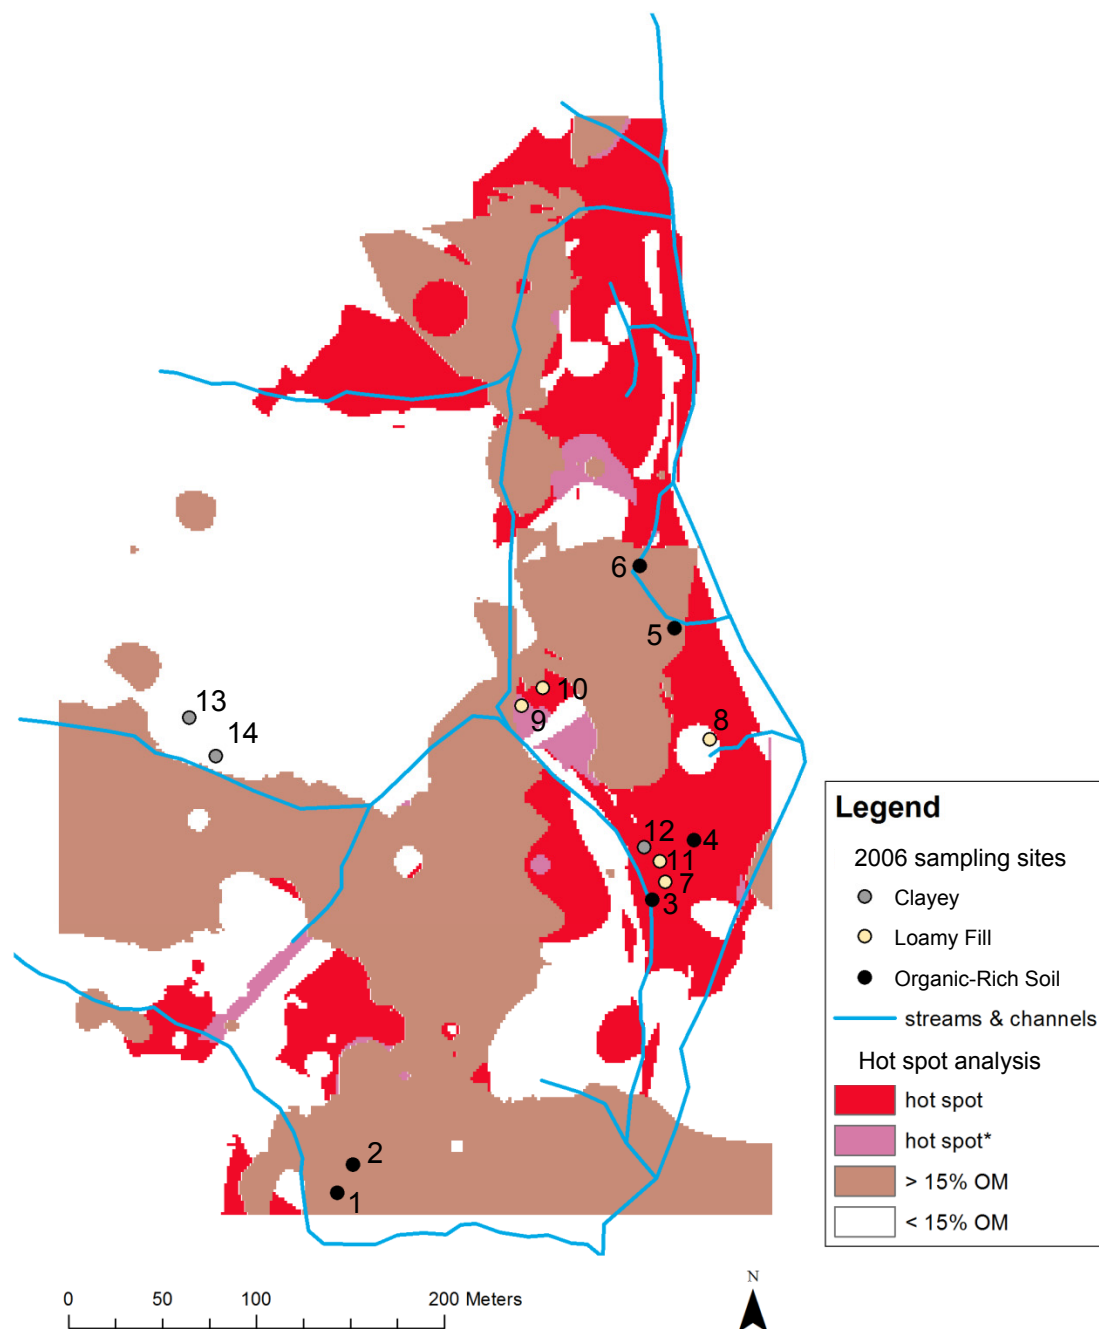 6
5
10
9
8
13
14
12
4
11
7
3
2
1
Legend
2006 sampling sites
Clayey
Loamy Fill
Organic-Rich Soil
streams & channels
Hot spot analysis
hot spot
hot spot*
> 15% OM
< 15% OM
0 50 100 200 Meters
N